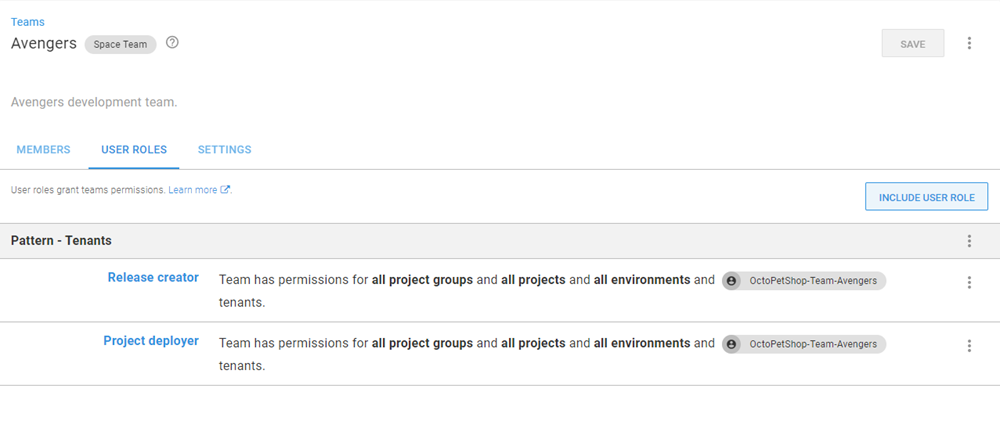 Teams
Avengers Space Team
SAVE
Avengers development team.
MEMBERS USER ROLES SETTINGS
User roles grant teams permissions. Learn more.
INCLUDE USER ROLE
Pattern - Tenants
Release creator Team has permissions for all project groups and all projects and all environments and OctoPetShop-Team-Avengers
tenants.
Project deployer Team has permissions for all project groups and all projects and all environments and OctoPetShop-Team-Avengers
tenants.